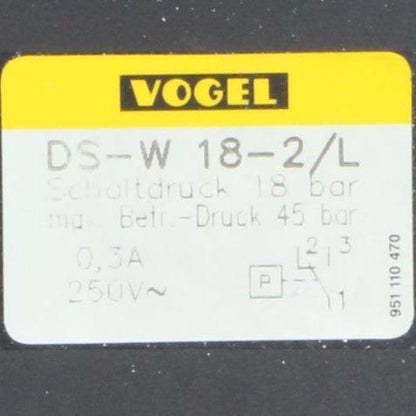 VOGEL
DS-W 18-2/L
Schaltdruck 18 bar
max. Betr.-Druck 45 bar
0,3A
250V~
P
2 3
1
951 110 470